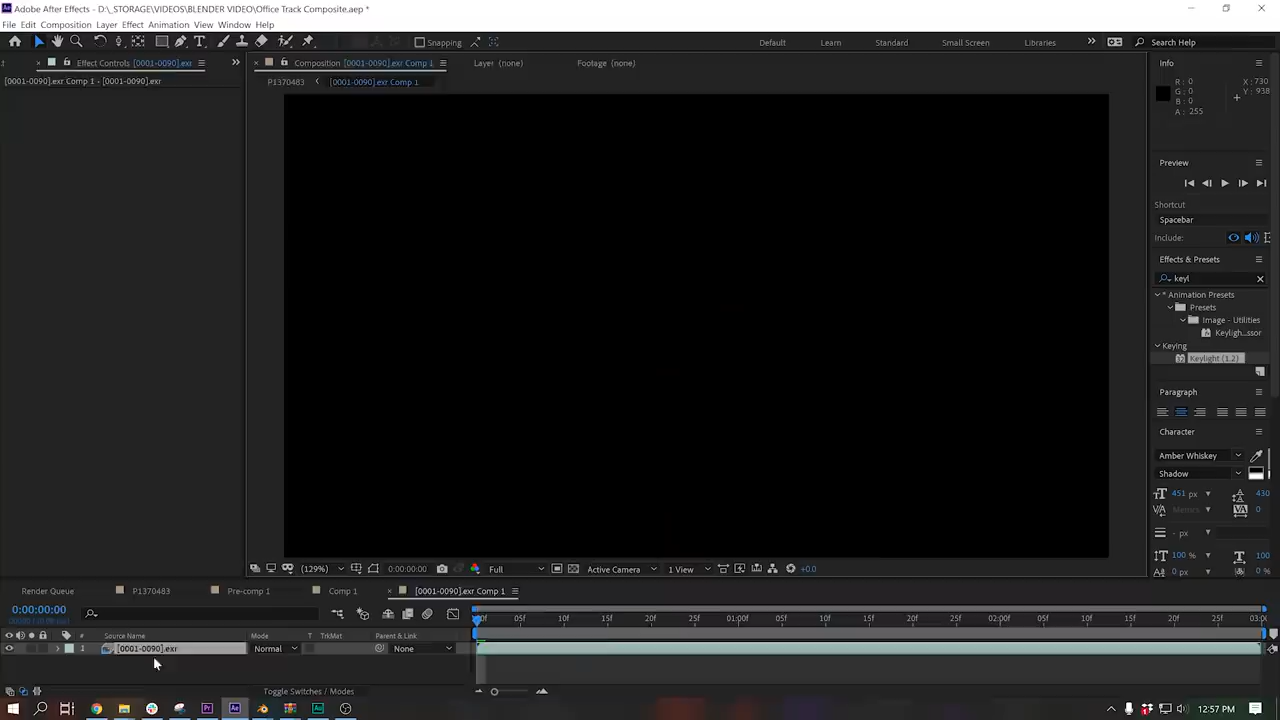 Adobe After Effects - D:\_STORAGE\VIDEOS\BLENDER VIDEO\Office Track Composite.aep *
File Edit Composition Layer Effect Animation View Window Help
Snapping
Default Learn Standard Small Screen Libraries
Search Help
Effect Controls [0001-0090].exr
Composition [0001-0090].exr Comp 1
Layer (none)
Footage (none)
[0001-0090].exr Comp 1 - [0001-0090].exr
P1370483
[0001-0090].exr Comp 1
Info
R: 0
G: 0
B: 0
A: 255
X: 730
Y: 938
Preview
Shortcut
Spacebar
Include:
Effects & Presets
keyl
* Animation Presets
Presets
Image - Utilities
Keyligh...ssor
Keying
Keylight (1.2)
Paragraph
Character
Amber Whiskey
Shadow
451 px
430
Metrics
0
- px
100 %
100
0 px
0 %
(129%)
0:00:00:00
Full
Active Camera
1 View
+0.0
Render Queue
P1370483
Pre-comp 1
Comp 1
[0001-0090].exr Comp 1
0:00:00:00
:00f 05f 10f 15f 20f 25f 01:00f 05f 10f 15f 20f 25f 02:00f 05f 10f 15f 20f 25f 03:0
# Source Name
Mode
T TrkMat
Parent & Link
1 [0001-0090].exr
Normal
None
Toggle Switches / Modes
12:57 PM